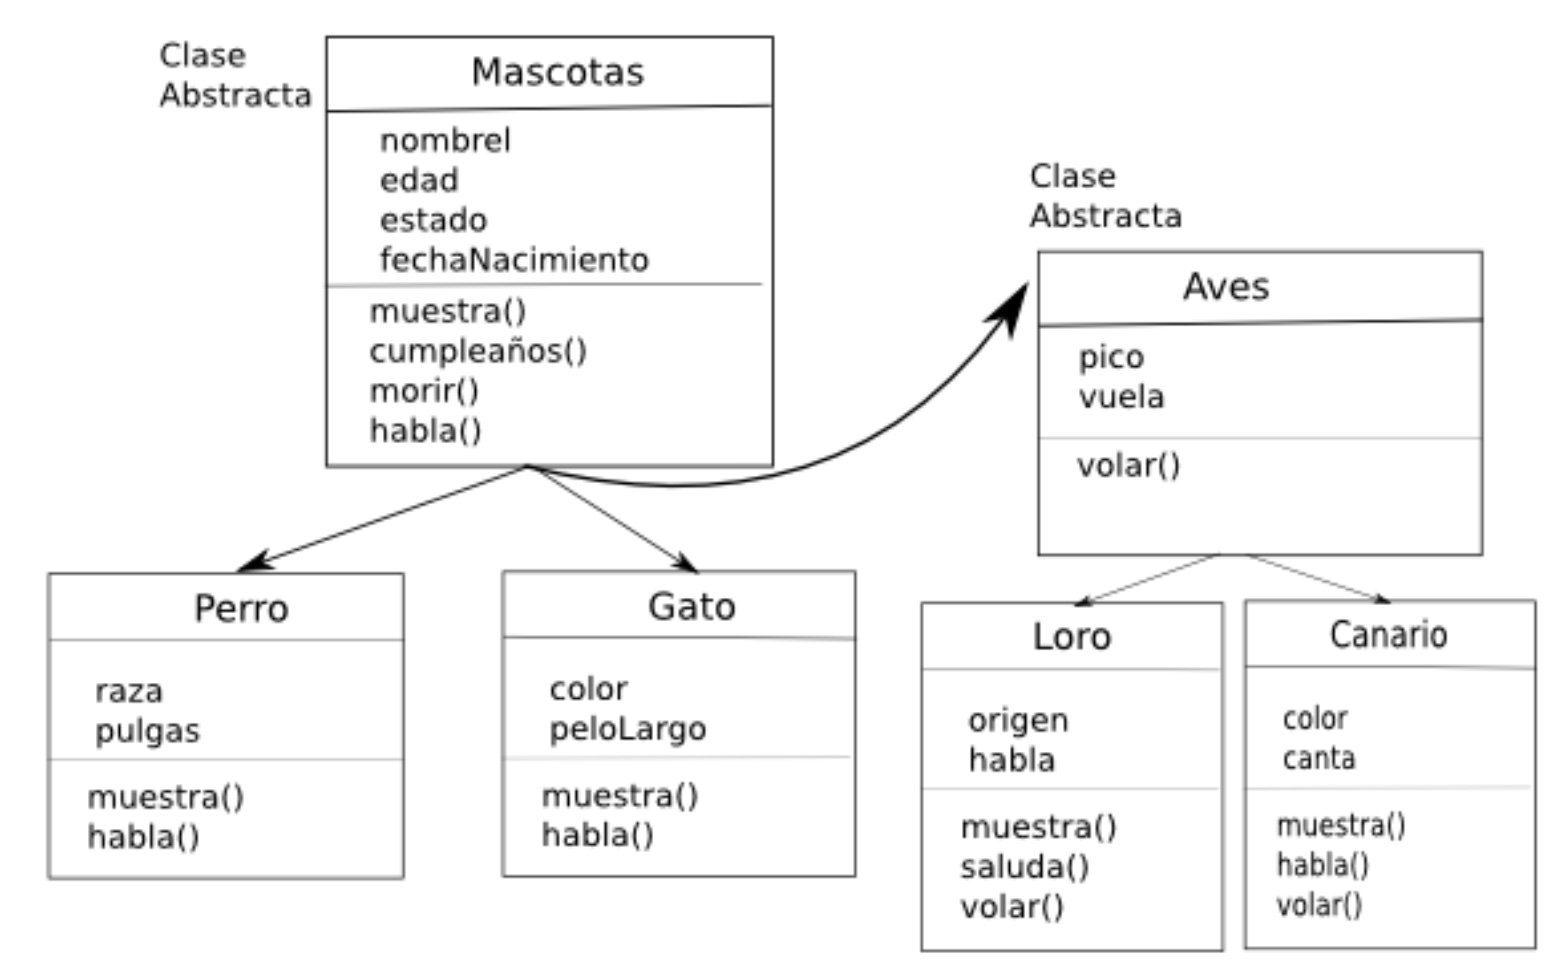 Clase
Abstracta
Mascotas
nombrel
edad
estado
fechaNacimiento
muestra()
cumpleaños()
morir()
habla()
Clase
Abstracta
Aves
pico
vuela
volar()
Perro
raza
pulgas
muestra()
habla()
Gato
color
peloLargo
muestra()
habla()
Loro
origen
habla
muestra()
saluda()
volar()
Canario
color
canta
muestra()
habla()
volar()